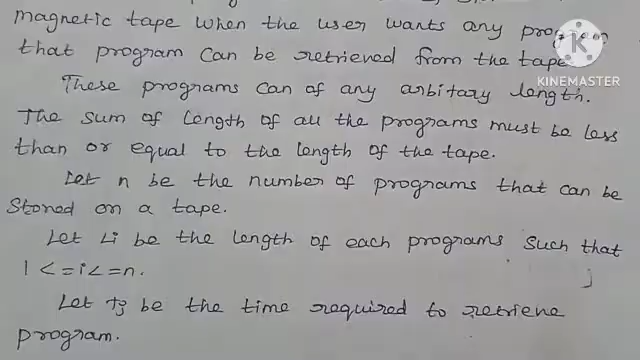 magnetic tape when the user wants any program
that program can be retrieved from the tape
These programs can of any arbitary length.
The sum of length of all the programs must be less
than or equal to the length of the tape.
Let n be the number of programs that can be
Stored on a tape.
Let Li be the length of each programs such that
1 <=i<=n.
Let Tj be the time required to retrieve
program.
KINEMASTER